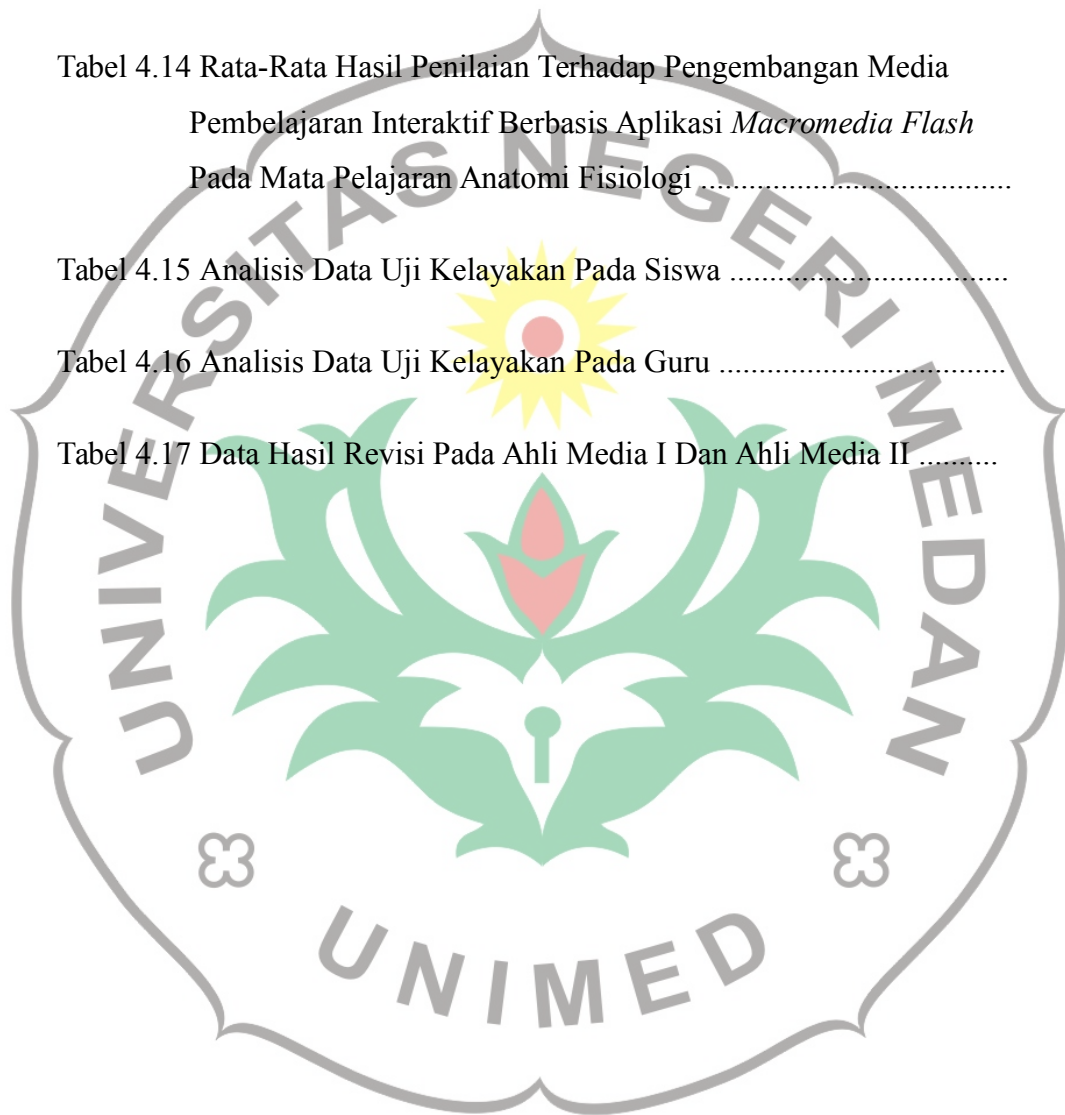 Tabel 4.14 Rata-Rata Hasil Penilaian Terhadap Pengembangan Media
Pembelajaran Interaktif Berbasis Aplikasi Macromedia Flash
Pada Mata Pelajaran Anatomi Fisiologi .......................................
Tabel 4.15 Analisis Data Uji Kelayakan Pada Siswa ...................................
Tabel 4.16 Analisis Data Uji Kelayakan Pada Guru ....................................
Tabel 4.17 Data Hasil Revisi Pada Ahli Media I Dan Ahli Media II ..........
UNIVERSITAS NEGERI MEDAN
UNIMED